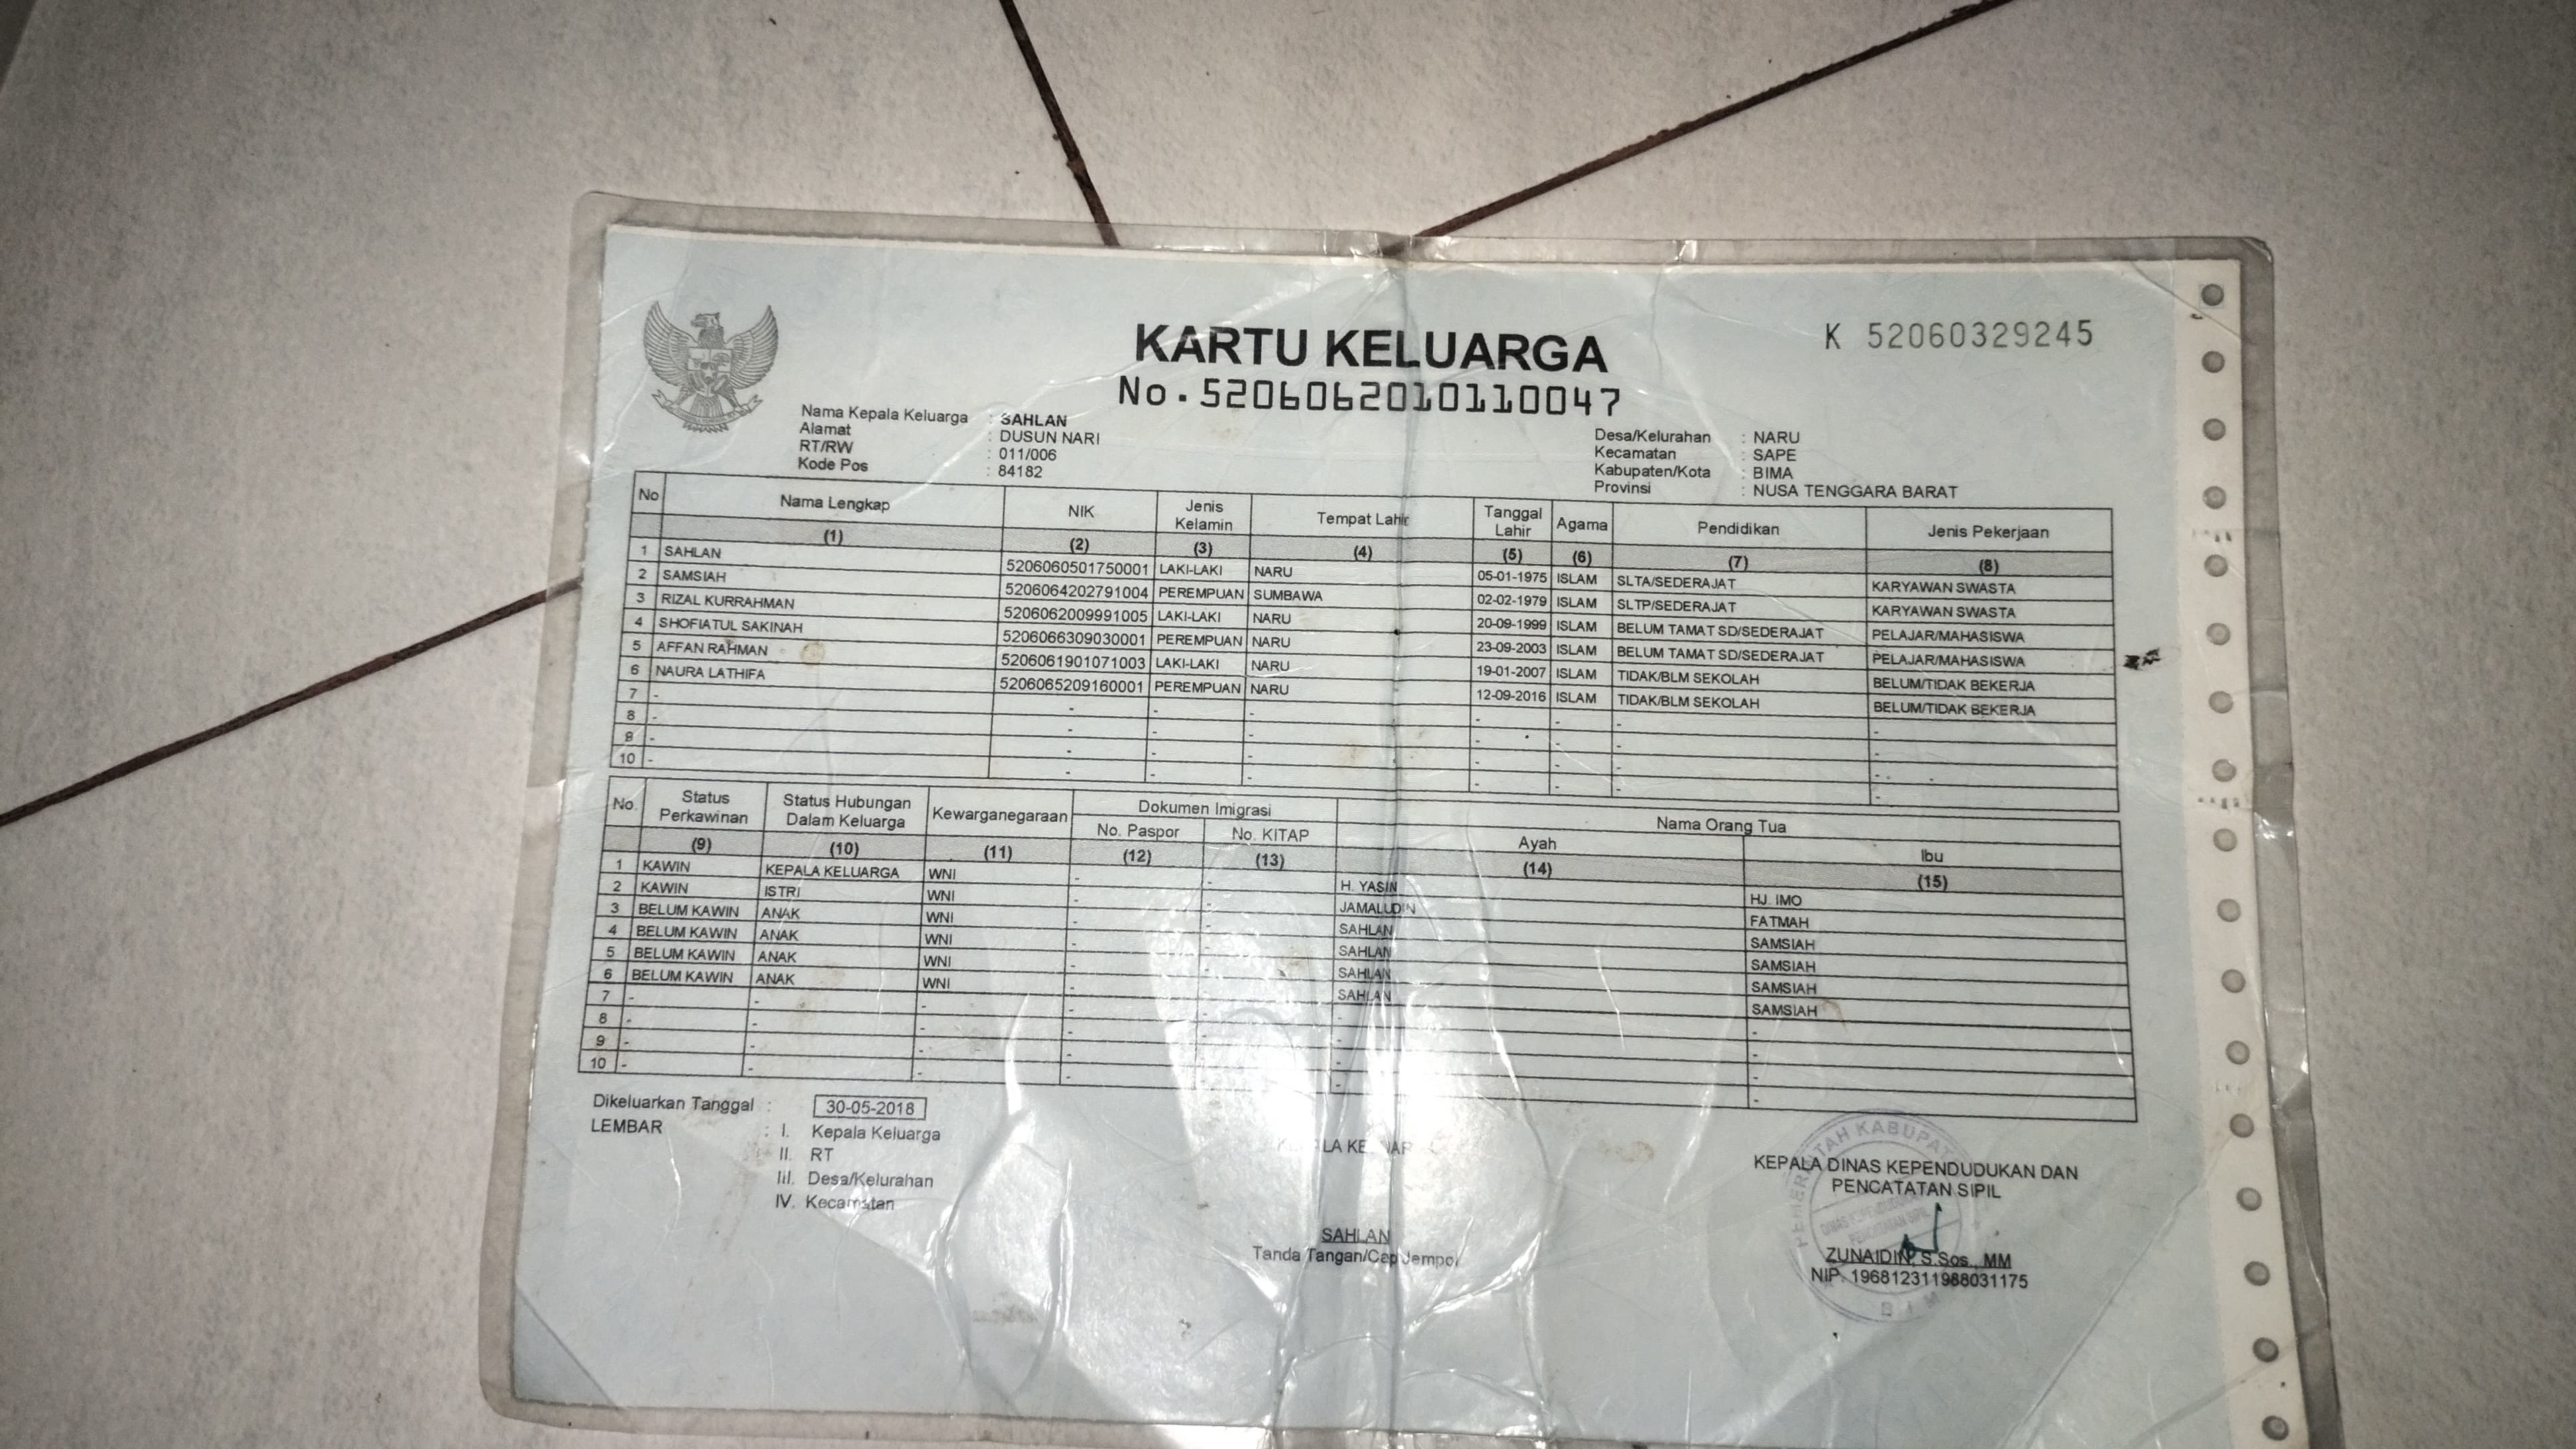 KARTU KELUARGA
K 52060329245
No. 5206062010110047
Nama Kepala Keluarga : SAHLAN
Alamat : DUSUN NARI
RT/RW : 011/006
Kode Pos : 84182
Desa/Kelurahan : NARU
Kecamatan : SAPE
Kabupaten/Kota : BIMA
Provinsi : NUSA TENGGARA BARAT
No Nama Lengkap NIK Jenis Kelamin Tempat Lahir Tanggal Lahir Agama Pendidikan Jenis Pekerjaan
(1) (2) (3) (4) (5) (6) (7) (8)
1 SAHLAN 5206060501750001 LAKI-LAKI NARU 05-01-1975 ISLAM SLTA/SEDERAJAT KARYAWAN SWASTA
2 SAMSIAH 5206064202791004 PEREMPUAN SUMBAWA 02-02-1979 ISLAM SLTP/SEDERAJAT KARYAWAN SWASTA
3 RIZAL KURRAHMAN 5206062009991005 LAKI-LAKI NARU 20-09-1999 ISLAM BELUM TAMAT SD/SEDERAJAT PELAJAR/MAHASISWA
4 SHOFIATUL SAKINAH 5206066309030001 PEREMPUAN NARU 23-09-2003 ISLAM BELUM TAMAT SD/SEDERAJAT PELAJAR/MAHASISWA
5 AFFAN RAHMAN 5206061901071003 LAKI-LAKI NARU 19-01-2007 ISLAM TIDAK/BLM SEKOLAH BELUM/TIDAK BEKERJA
6 NAURA LATHIFA 5206065209160001 PEREMPUAN NARU 12-09-2016 ISLAM TIDAK/BLM SEKOLAH BELUM/TIDAK BEKERJA
7 - - - - - - - -
8 - - - - - - - -
9 - - - - - - - -
10 - - - - - - - -
No. Status Perkawinan Status Hubungan Dalam Keluarga Kewarganegaraan Dokumen Imigrasi Nama Orang Tua
No. Paspor No. KITAP Ayah Ibu
(9) (10) (11) (12) (13) (14) (15)
1 KAWIN KEPALA KELUARGA WNI - - H. YASIN HJ. IMO
2 KAWIN ISTRI WNI - - JAMALUDIN FATMAH
3 BELUM KAWIN ANAK WNI - - SAHLAN SAMSIAH
4 BELUM KAWIN ANAK WNI - - SAHLAN SAMSIAH
5 BELUM KAWIN ANAK WNI - - SAHLAN SAMSIAH
6 BELUM KAWIN ANAK WNI - - SAHLAN SAMSIAH
7 - - - - - - -
8 - - - - - - -
9 - - - - - - -
10 - - - - - - -
Dikeluarkan Tanggal : 30-05-2018
LEMBAR : I. Kepala Keluarga
II. RT
III. Desa/Kelurahan
IV. Kecamatan
SAHLAN
Tanda Tangan/Cap Jempol
KEPALA DINAS KEPENDUDUKAN DAN
PENCATATAN SIPIL
ZUNAIDIN, S.Sos., MM
NIP. 196812311988031175